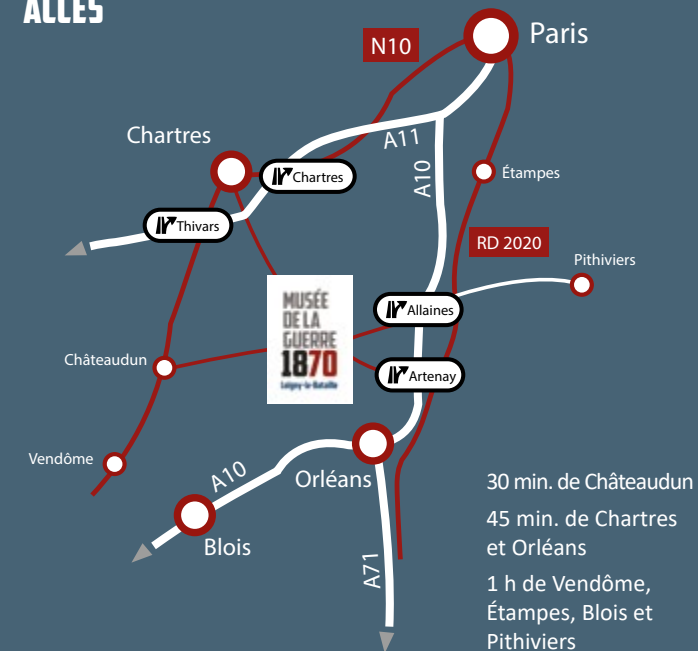 ACCÈS
Paris
N10
Chartres
A11
A10
Chartres
Étampes
Thivars
RD 2020
Pithiviers
MUSÉE
DE LA
GUERRE
1870
Loigny-la-Bataille
Allaines
Châteaudun
Artenay
Vendôme
A10
Orléans
Blois
A71
30 min. de Châteaudun
45 min. de Chartres
et Orléans
1 h de Vendôme,
Étampes, Blois et
Pithiviers